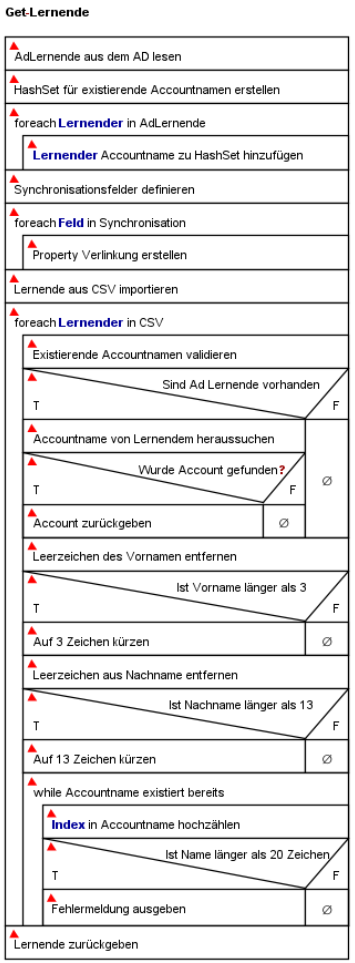 Get-Lernende
AdLernende aus dem AD lesen
HashSet für existierende Accountnamen erstellen
foreach Lernender in AdLernende
Lernender Accountname zu HashSet hinzufügen
Synchronisationsfelder definieren
foreach Feld in Synchronisation
Property Verlinkung erstellen
Lernende aus CSV importieren
foreach Lernender in CSV
Existierende Accountnamen validieren
Sind Ad Lernende vorhanden
T F
Accountname von Lernendem heraussuchen
Wurde Account gefunden?
T F
Ø
Account zurückgeben Ø
Leerzeichen des Vornamen entfernen
Ist Vorname länger als 3
T F
Auf 3 Zeichen kürzen Ø
Leerzeichen aus Nachname entfernen
Ist Nachname länger als 13
T F
Auf 13 Zeichen kürzen Ø
while Accountname existiert bereits
Index in Accountname hochzählen
Ist Name länger als 20 Zeichen
T F
Fehlermeldung ausgeben Ø
Lernende zurückgeben